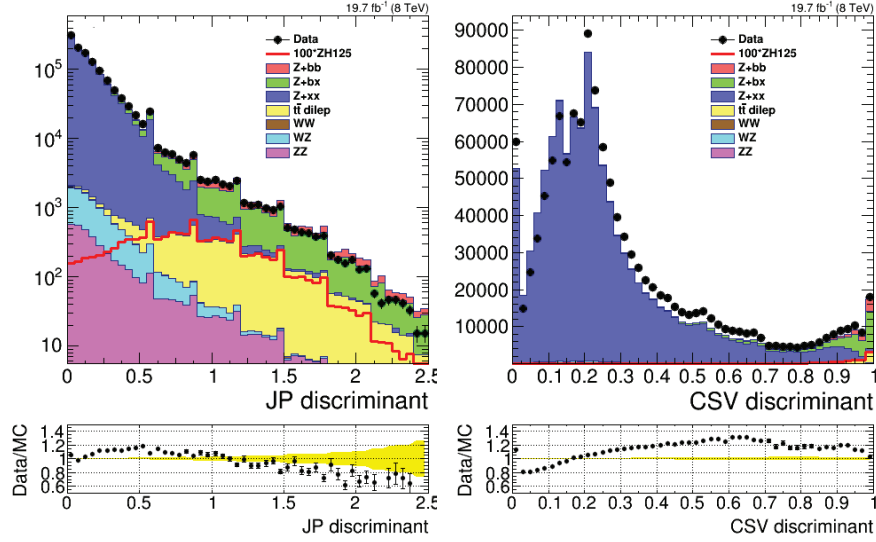 19.7 fb⁻¹ (8 TeV)
Data
100*ZH125
Z+bb
Z+bx
Z+xx
tt̄ dilep
WW
WZ
ZZ
10⁵
10⁴
10³
10²
10
0 0.5 1 1.5 2 2.5
JP discriminant
Data/MC
1.4
1.2
1.0
0.8
0.6
0 0.5 1 1.5 2 2.5
JP discriminant
19.7 fb⁻¹ (8 TeV)
Data
100*ZH125
Z+bb
Z+bx
Z+xx
tt̄ dilep
WW
WZ
ZZ
90000
80000
70000
60000
50000
40000
30000
20000
10000
0 0.1 0.2 0.3 0.4 0.5 0.6 0.7 0.8 0.9 1
CSV discriminant
Data/MC
1.4
1.2
1.0
0.8
0.6
0 0.1 0.2 0.3 0.4 0.5 0.6 0.7 0.8 0.9 1
CSV discriminant